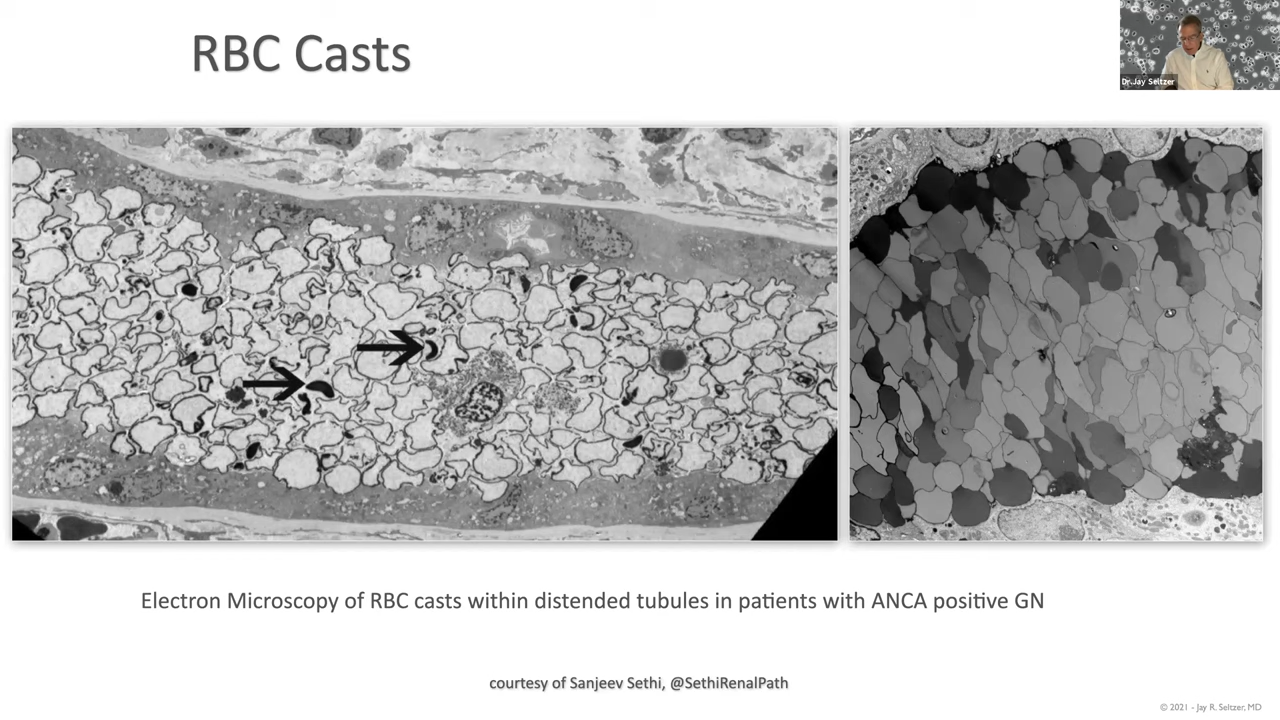 RBC Casts
Dr.Jay Seltzer
Electron Microscopy of RBC casts within distended tubules in patients with ANCA positive GN
courtesy of Sanjeev Sethi, @SethiRenalPath
© 2021 - Jay R. Seltzer, MD